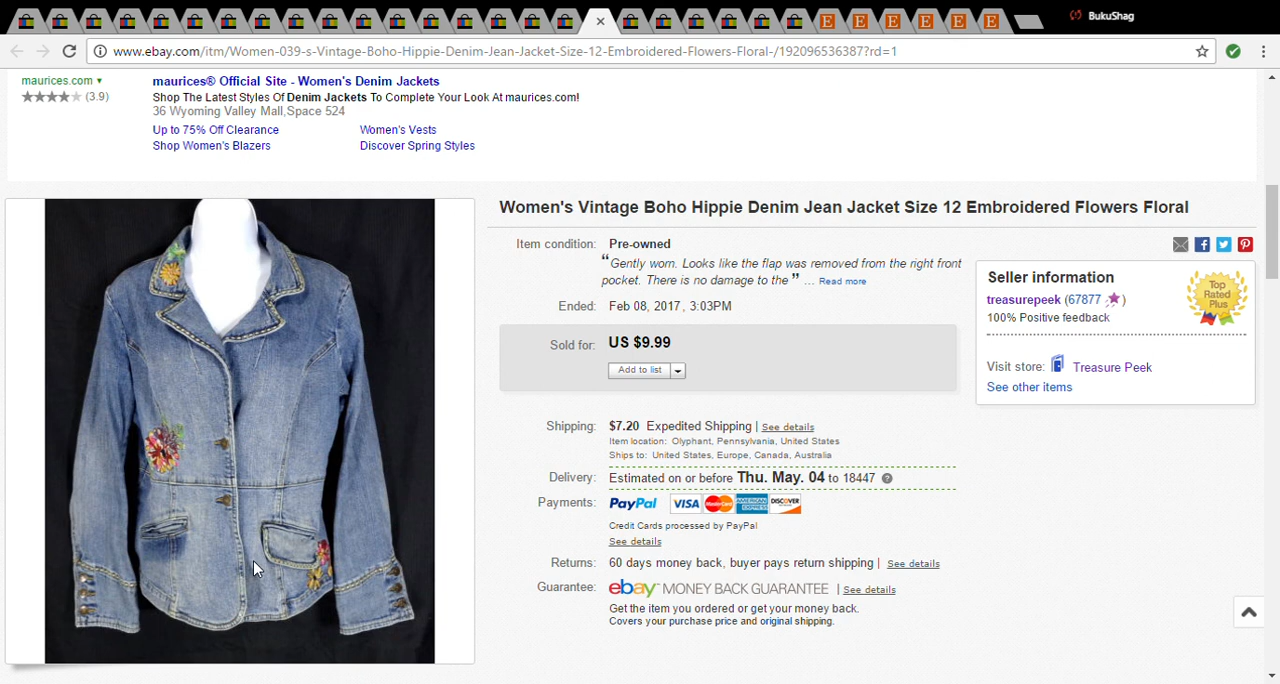 BukuShag
www.ebay.com/itm/Women-039-s-Vintage-Boho-Hippie-Denim-Jean-Jacket-Size-12-Embroidered-Flowers-Floral-/192096536387?rd=1
maurices.com
maurices® Official Site - Women's Denim Jackets
(3.9)
Shop The Latest Styles Of Denim Jackets To Complete Your Look At maurices.com!
36 Wyoming Valley Mall,Space 524
Up to 75% Off Clearance Women's Vests
Shop Women's Blazers Discover Spring Styles
Women's Vintage Boho Hippie Denim Jean Jacket Size 12 Embroidered Flowers Floral
Item condition: Pre-owned
“Gently worn. Looks like the flap was removed from the right front
pocket. There is no damage to the ” ... Read more
Ended: Feb 08, 2017 , 3:03PM
Sold for: US $9.99
Add to list
Shipping: $7.20 Expedited Shipping | See details
Item location: Olyphant, Pennsylvania, United States
Ships to: United States, Europe, Canada, Australia
Delivery: Estimated on or before Thu. May. 04 to 18447 ?
Payments: PayPal VISA MasterCard AMERICAN EXPRESS DISCOVER
Credit Cards processed by PayPal
See details
Returns: 60 days money back, buyer pays return shipping | See details
Guarantee: ebay MONEY BACK GUARANTEE | See details
Get the item you ordered or get your money back.
Covers your purchase price and original shipping.
Seller information
treasurepeek (67877 )
100% Positive feedback
Top
Rated
Plus
Visit store: Treasure Peek
See other items